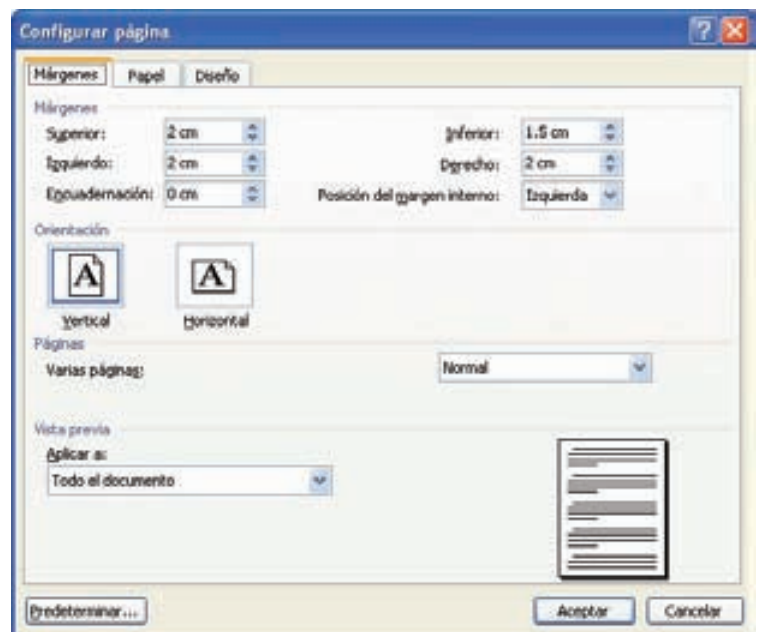 Configurar página
Márgenes Papel Diseño
Márgenes
Superior: 2 cm Inferior: 1.5 cm
Izquierdo: 2 cm Derecho: 2 cm
Encuadernación: 0 cm Posición del margen interno: Izquierda
Orientación
A A
Vertical Horizontal
Páginas
Varias páginas: Normal
Vista previa
Aplicar a:
Todo el documento
Predeterminar... Aceptar Cancelar